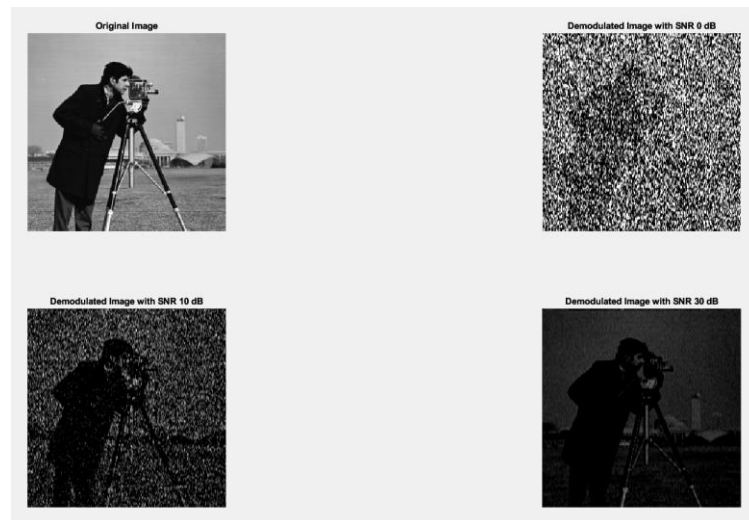 Original Image
Demodulated Image with SNR 0 dB
Demodulated Image with SNR 10 dB
Demodulated Image with SNR 30 dB